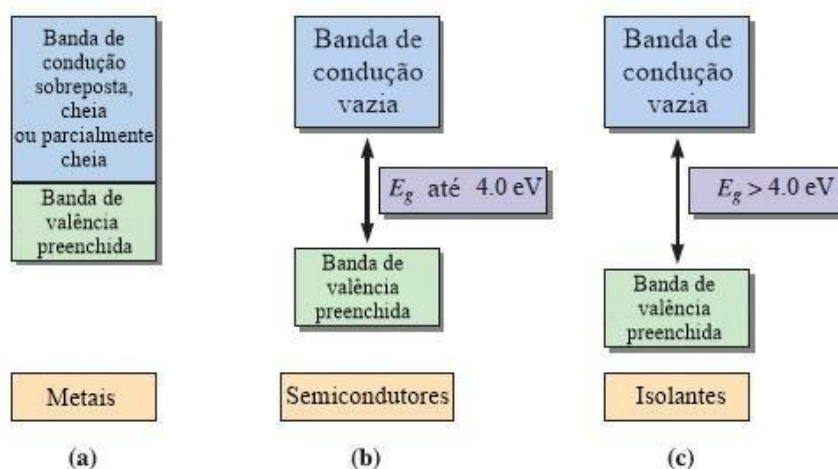 Banda de
condução
sobreposta,
cheia
ou parcialmente
cheia
Banda de
valência
preenchida
Metais
(a)
Banda de
condução
vazia
E_g até 4.0 eV
Banda de
valência
preenchida
Semicondutores
(b)
Banda de
condução
vazia
E_g > 4.0 eV
Banda de
valência
preenchida
Isolantes
(c)